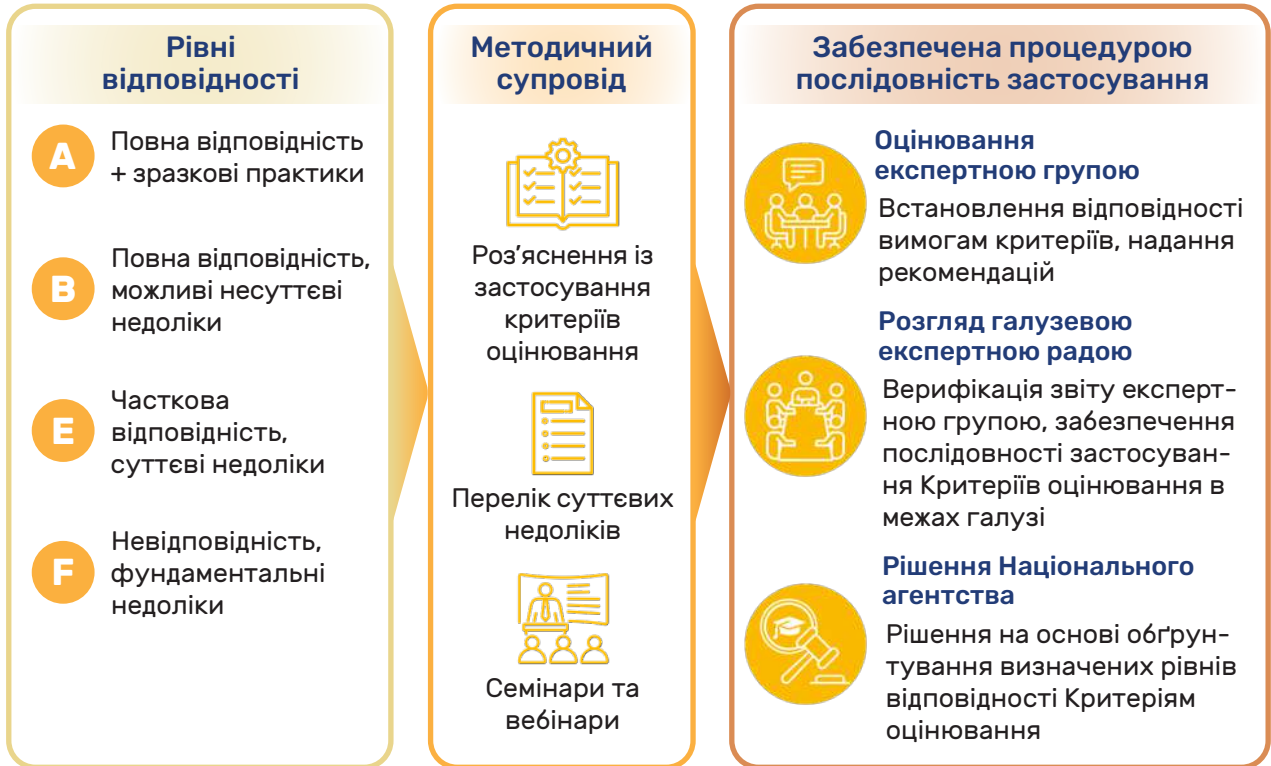 Рівні
відповідності
A
Повна відповідність
+ зразкові практики
B
Повна відповідність,
можливі несуттєві
недоліки
E
Часткова
відповідність,
суттєві недоліки
F
Невідповідність,
фундаментальні
недоліки
Методичний
супровід
Роз’яснення із
застосування
критеріїв
оцінювання
Перелік суттєвих
недоліків
Семінари та
вебінари
Забезпечена процедурою
послідовність застосування
Оцінювання
експертною групою
Встановлення відповідності
вимогам критеріїв, надання
рекомендацій
Розгляд галузевою
експертною радою
Верифікація звіту експерт-
ною групою, забезпечення
послідовності застосуван-
ня Критеріїв оцінювання в
межах галузі
Рішення Національного
агентства
Рішення на основі обґрун-
тування визначених рівнів
відповідності Критеріям
оцінювання